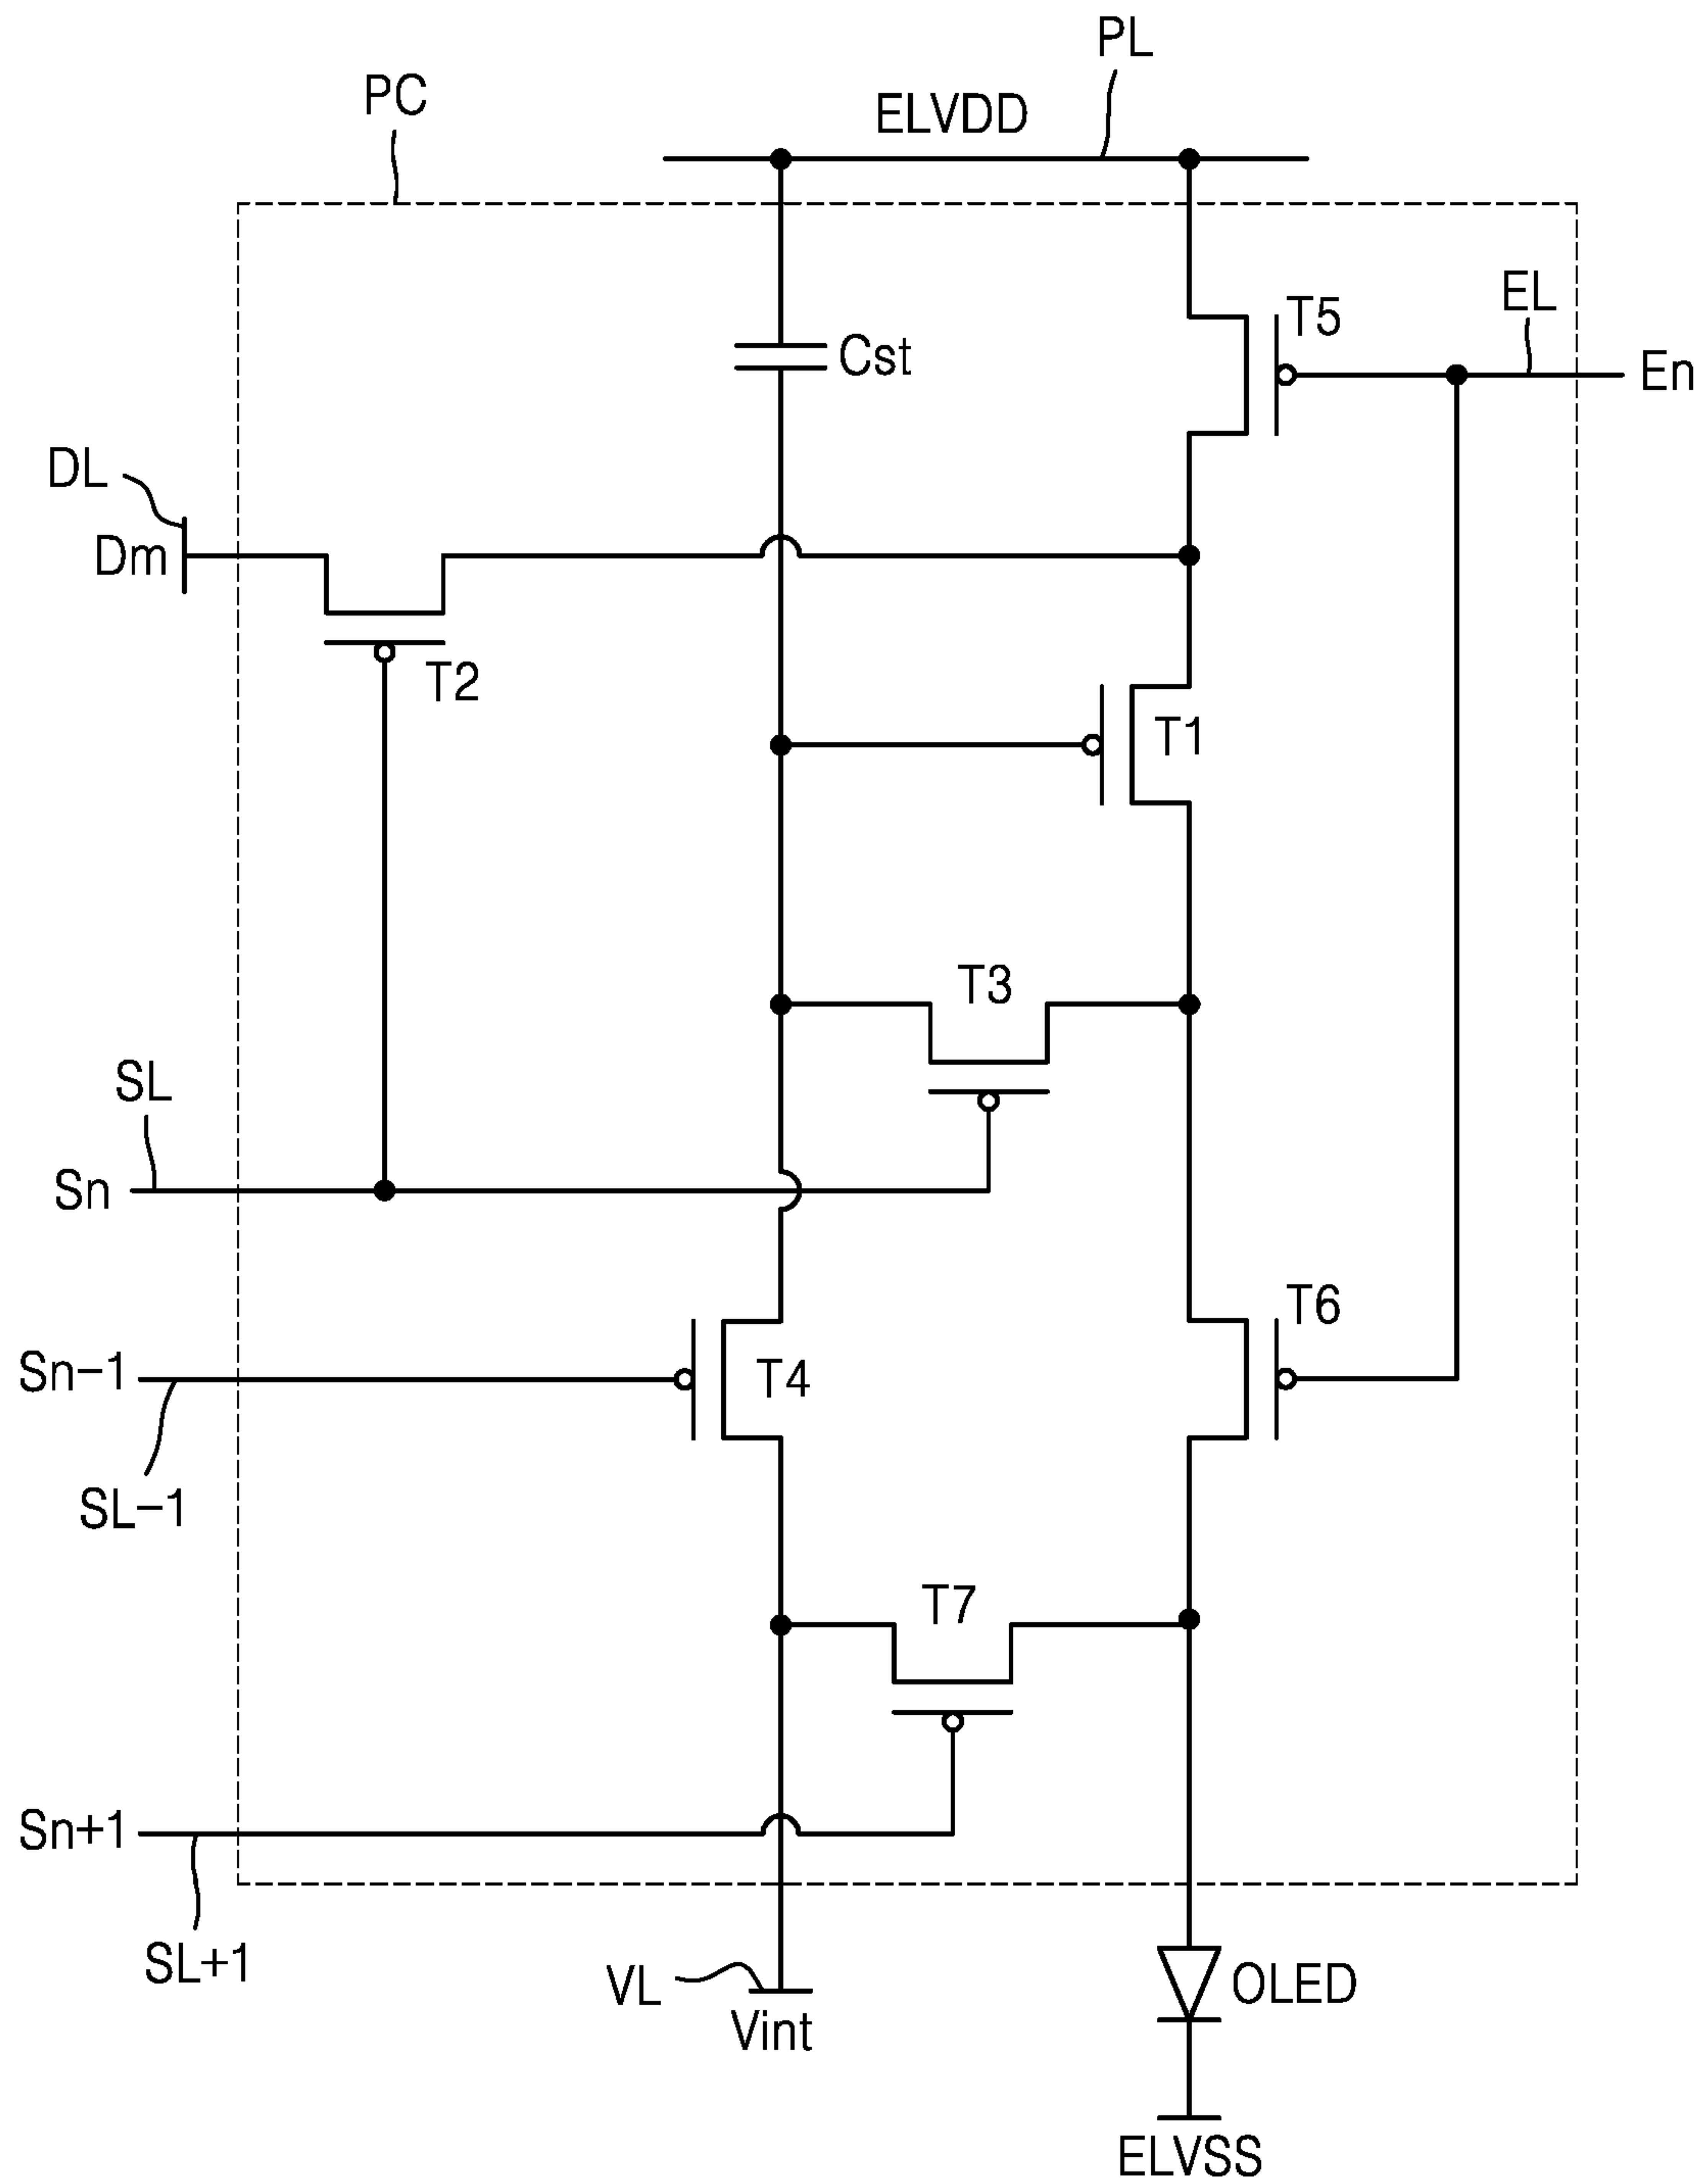 PL
PC
ELVDD
EL
T5
Cst
En
DL
Dm
T2
T1
T3
SL
Sn
T6
Sn-1
T4
SL-1
T7
Sn+1
SL+1
VL
OLED
Vint
ELVSS